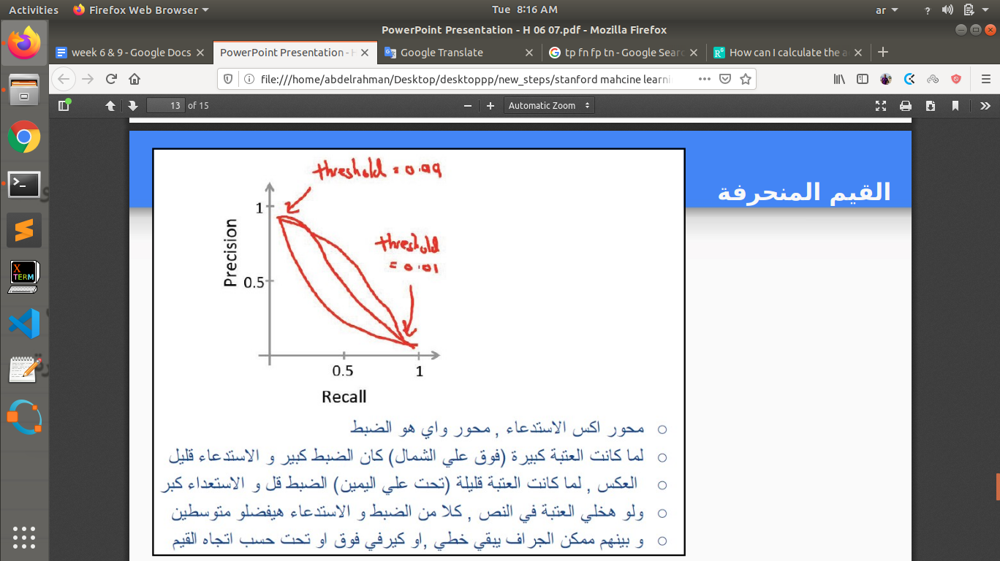 Activities Firefox Web Browser Tue 8:16 AM ar ?
PowerPoint Presentation - H 06 07.pdf - Mozilla Firefox
week 6 & 9 - Google Docs PowerPoint Presentation - H Google Translate tp fn fp tn - Google Searc How can I calculate the a
file:///home/abdelrahman/Desktop/desktoppp/new_steps/stanford mahcine learni
13 of 15 Automatic Zoom
القيم المنحرفة
threshold = 0.99
1
threshold
= 0.01
Precision
0.5
0.5 1
Recall
محور اكس الاستدعاء , محور واي هو الضبط
لما كانت العتبة كبيرة (فوق علي الشمال) كان الضبط كبير و الاستدعاء قليل
العكس , لما كانت العتبة قليلة (تحت علي اليمين) الضبط قل و الاستعداء كبر
ولو هخلي العتبة في النص , كلا من الضبط و الاستدعاء هيفضلو متوسطين
و بينهم ممكن الجراف يبقي خطي ,او كيرفي فوق او تحت حسب اتجاه القيم
X
TERM